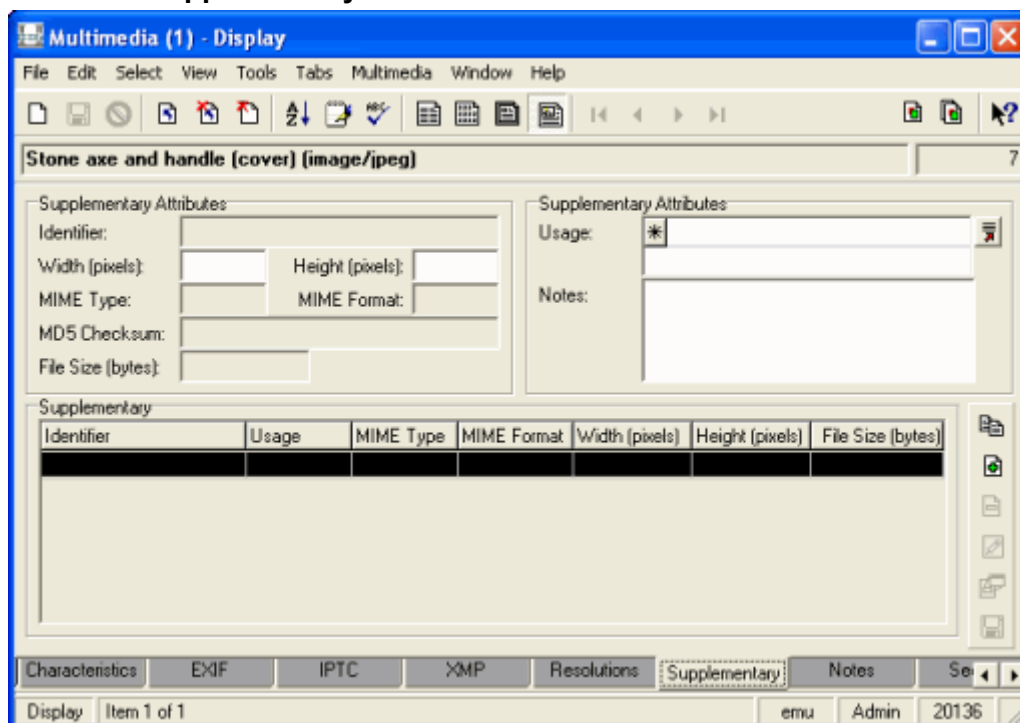 Multimedia (1) - Display
File Edit Select View Tools Tabs Multimedia Window Help
Stone axe and handle (cover) (image/jpeg) 7
Supplementary Attributes
Identifier:
Width (pixels): Height (pixels):
MIME Type: MIME Format:
MD5 Checksum:
File Size (bytes):
Supplementary Attributes
Usage:
Notes:
Supplementary
Identifier Usage MIME Type MIME Format Width (pixels) Height (pixels) File Size (bytes)
Characteristics EXIF IPTC XMP Resolutions Supplementary Notes Se
Display Item 1 of 1 emu Admin 20136